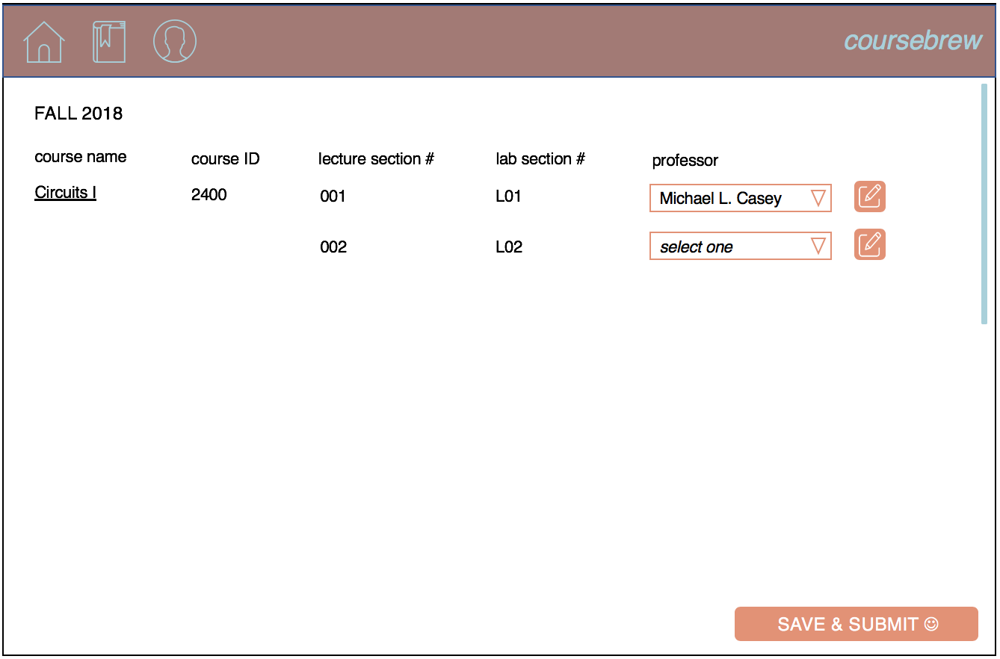 coursebrew
FALL 2018
course name course ID lecture section # lab section # professor
Circuits I 2400 001 L01 Michael L. Casey
002 L02 select one
SAVE & SUBMIT ☺